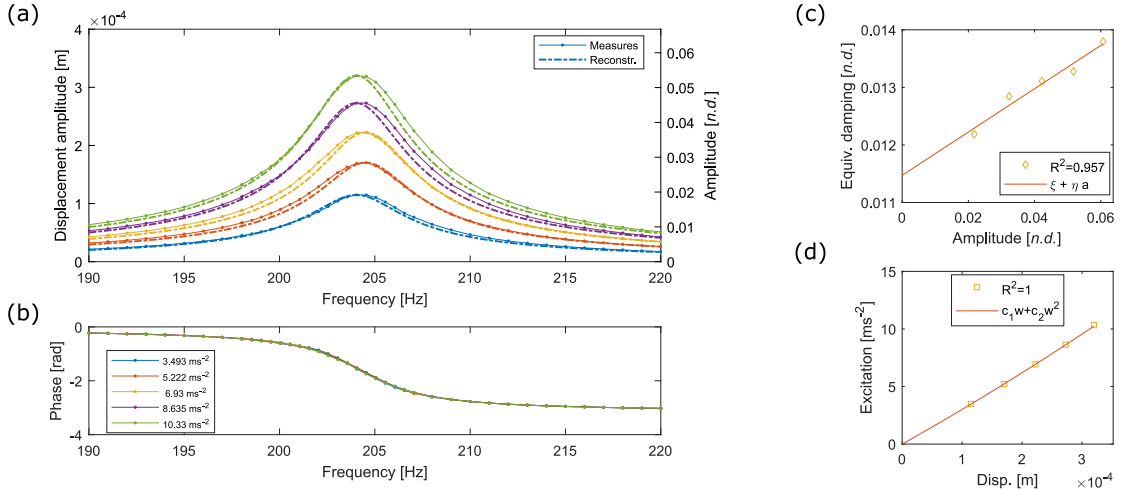 (a)
×10⁻⁴
4
3
2
1
0
Displacement amplitude [m]
0.06
0.05
0.04
0.03
0.02
0.01
0
Amplitude [n.d.]
Measures
Reconstr.
190 195 200 205 210 215 220
Frequency [Hz]
(b)
0
-2
-4
Phase [rad]
3.493 ms⁻²
5.222 ms⁻²
6.93 ms⁻²
8.635 ms⁻²
10.33 ms⁻²
190 195 200 205 210 215 220
Frequency [Hz]
(c)
0.014
0.013
0.012
0.011
Equiv. damping [n.d.]
R²=0.957
ξ + η a
0 0.02 0.04 0.06
Amplitude [n.d.]
(d)
15
10
5
0
Excitation [ms⁻²]
R²=1
c₁w+c₂w²
0 1 2 3 4
Disp. [m]
×10⁻⁴